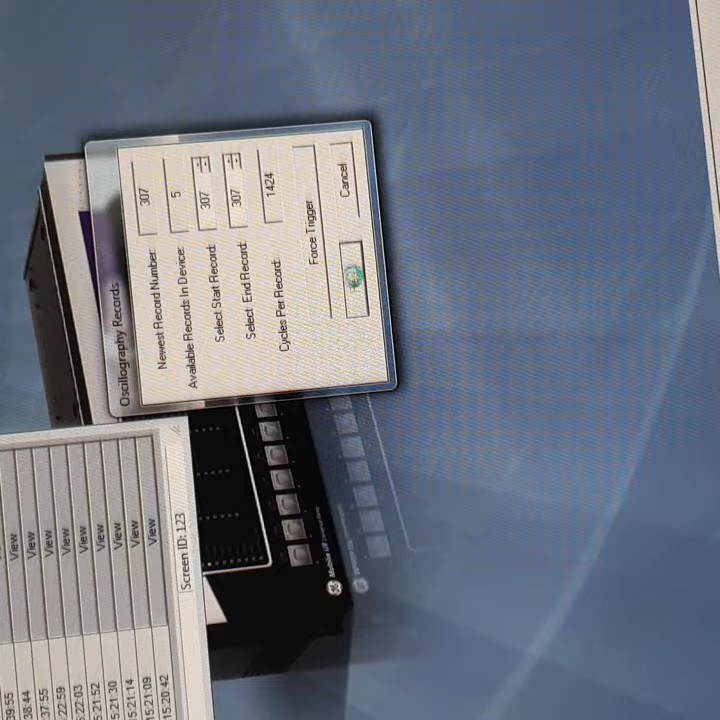 Oscillography Records
Newest Record Number: 307
Available Records In Device: 5
Select Start Record: 307
Select End Record: 307
Cycles Per Record: 1424
Force Trigger
Cancel
39:55 View
38:44 View
37:55 View
:22:59 View
:22:03 View
5:21:52 View
5:21:30 View
5:21:14 View
15:21:09 View
15:20:42
Screen ID: 123